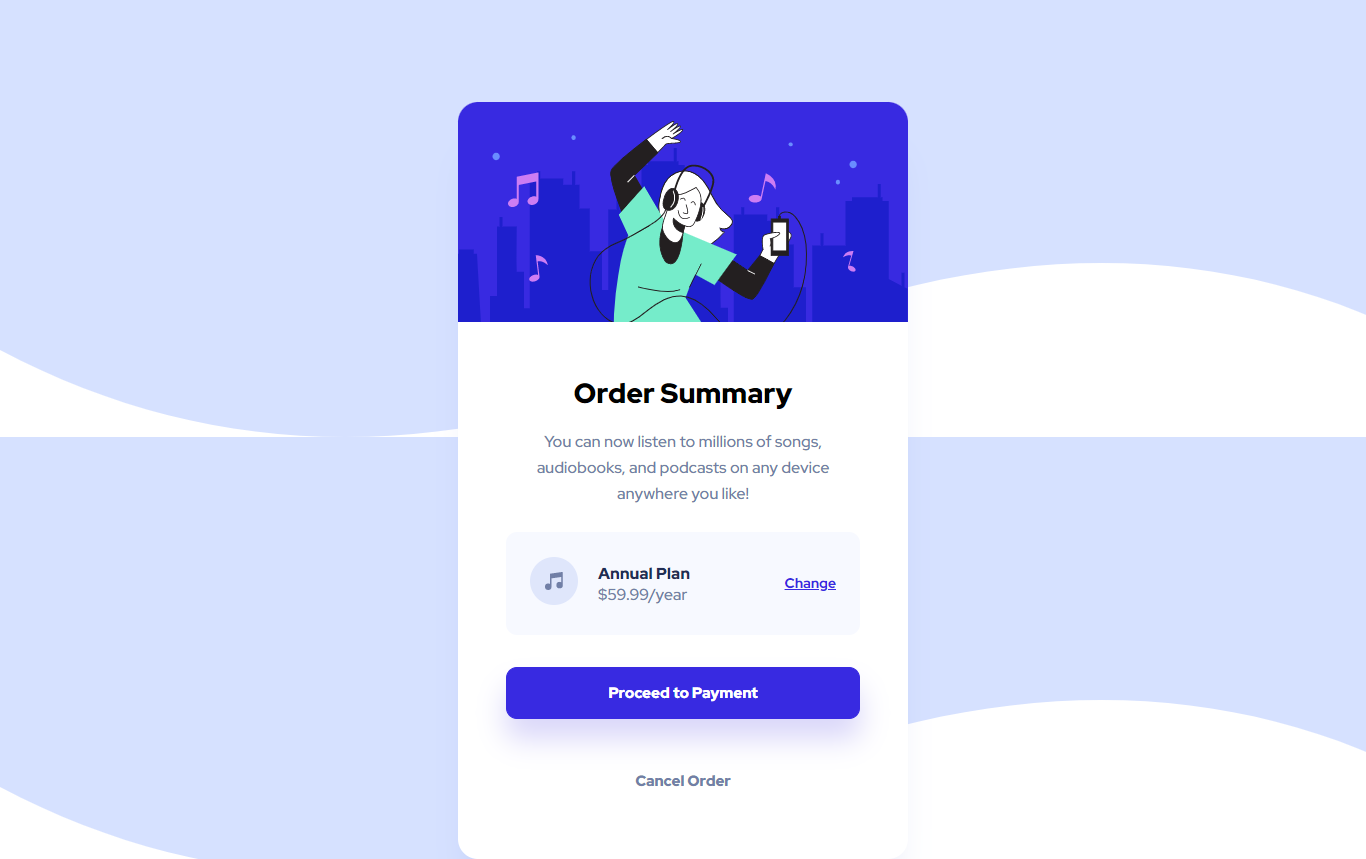 Order Summary
You can now listen to millions of songs,
audiobooks, and podcasts on any device
anywhere you like!
Annual Plan
$59.99/year
Change
Proceed to Payment
Cancel Order